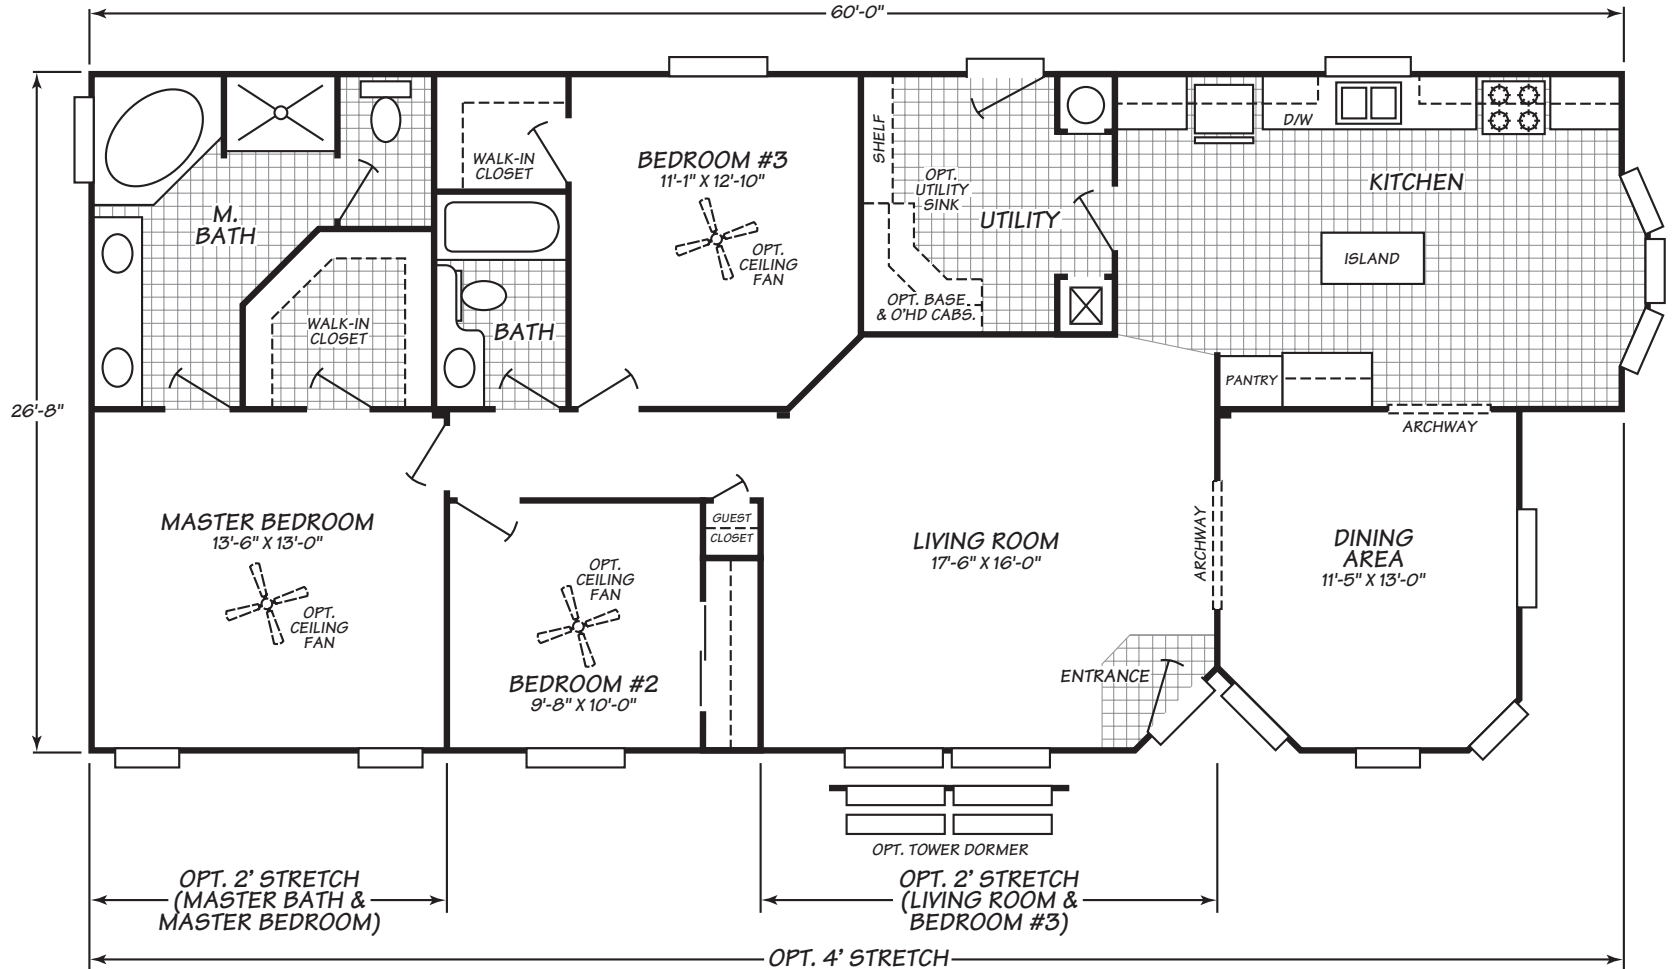 60'-0"
26'-8"
M.
BATH
WALK-IN
CLOSET
WALK-IN
CLOSET
BATH
BEDROOM #3
11'-1" X 12'-10"
OPT.
CEILING
FAN
SHELF
OPT.
UTILITY
SINK
UTILITY
OPT. BASE
& O'HD CABS.
D/W
KITCHEN
ISLAND
PANTRY
ARCHWAY
MASTER BEDROOM
13'-6" X 13'-0"
OPT.
CEILING
FAN
GUEST
CLOSET
OPT.
CEILING
FAN
BEDROOM #2
9'-8" X 10'-0"
LIVING ROOM
17'-6" X 16'-0"
ARCHWAY
ENTRANCE
DINING
AREA
11'-5" X 13'-0"
OPT. TOWER DORMER
OPT. 2' STRETCH
(MASTER BATH &
MASTER BEDROOM)
OPT. 2' STRETCH
(LIVING ROOM &
BEDROOM #3)
OPT. 4' STRETCH